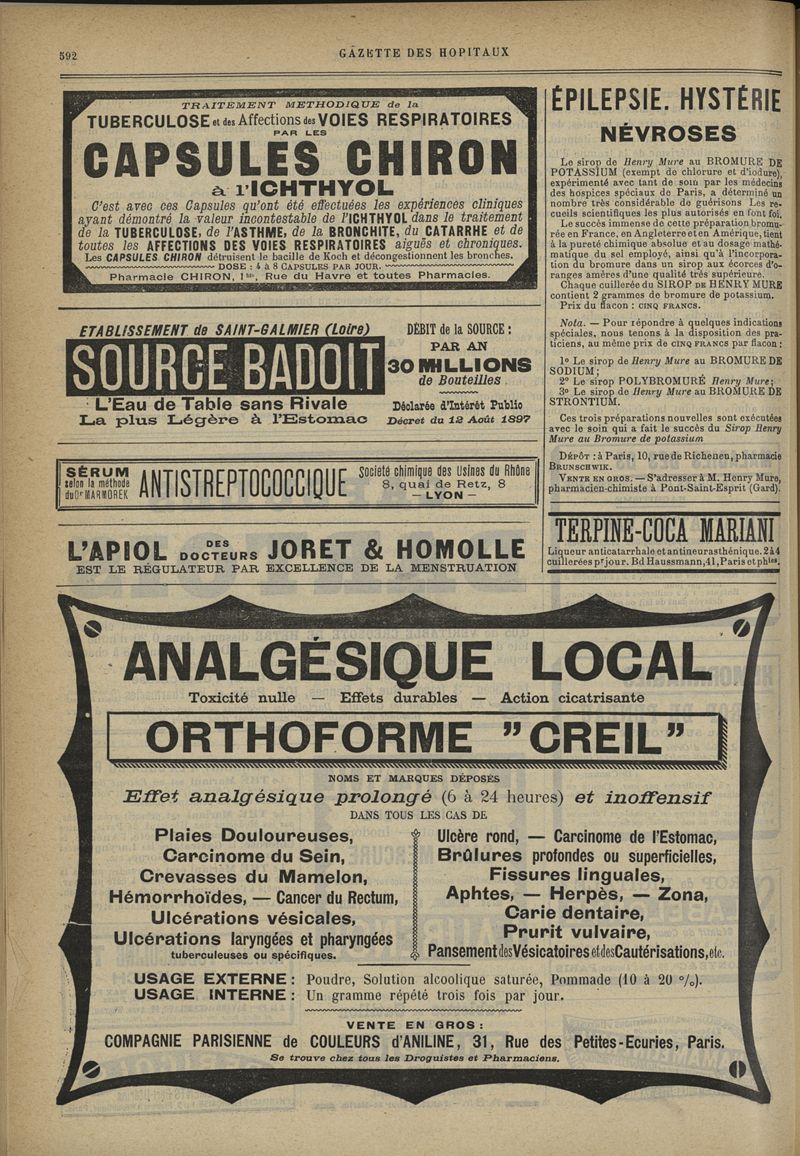 592
GAZETTE DES HOPITAUX
TRAITEMENT METHODIQUE de la
TUBERCULOSE et des Affections des VOIES RESPIRATOIRES
PAR LES
CAPSULES CHIRON
à l'ICHTHYOL
C'est avec ces Capsules qu'ont été effectuées les expériences cliniques
ayant démontré la valeur incontestable de l'ICHTHYOL dans le traitement
de la TUBERCULOSE, de l'ASTHME, de la BRONCHITE, du CATARRHE et de
toutes les AFFECTIONS DES VOIES RESPIRATOIRES aiguës et chroniques.
Les CAPSULES CHIRON détruisent le bacille de Koch et décongestionnent les bronches.
DOSE : 4 à 8 CAPSULES PAR JOUR.
Pharmacie CHIRON, 1bis, Rue du Havre et toutes Pharmacies.
ETABLISSEMENT de SAINT-GALMIER (Loire)
SOURCE BADOIT
L'Eau de Table sans Rivale
La plus Légère à l'Estomac
DÉBIT de la SOURCE :
PAR AN
30 MILLIONS
de Bouteilles
Déclarée d'Intérêt Public
Décret du 12 Août 1897
SÉRUM
selon la méthode
du Dr MARMOREK
ANTISTREPTOCOCCIQUE
Société chimique des Usines du Rhône
8, quai de Retz, 8
— LYON —
L'APIOL DES DOCTEURS JORET & HOMOLLE
EST LE RÉGULATEUR PAR EXCELLENCE DE LA MENSTRUATION
ÉPILEPSIE. HYSTÉRIE
NÉVROSES
Le sirop de Henry Mure au BROMURE DE
POTASSIUM (exempt de chlorure et d'iodure),
expérimenté avec tant de soin par les médecins
des hospices spéciaux de Paris, a déterminé un
nombre très considérable de guérisons Les re-
cueils scientifiques les plus autorisés en font foi.
Le succès immense de cette préparation bromu-
rée en France, en Angleterre et en Amérique, tient
à la pureté chimique absolue et au dosage mathé-
matique du sel employé, ainsi qu'à l'incorpora-
tion du bromure dans un sirop aux écorces d'o-
ranges amères d'une qualité très supérieure.
Chaque cuillerée du SIROP DE HENRY MURE
contient 2 grammes de bromure de potassium.
Prix du flacon : CINQ FRANCS.
Nota. — Pour répondre à quelques indications
spéciales, nous tenons à la disposition des pra-
ticiens, au même prix de CINQ FRANCS par flacon :
1° Le sirop de Henry Mure au BROMURE DE
SODIUM ;
2° Le sirop POLYBROMURÉ Henry Mure ;
3° Le sirop de Henry Mure au BROMURE DE
STRONTIUM.
Ces trois préparations nouvelles sont exécutées
avec le soin qui a fait le succès du Sirop Henry
Mure au Bromure de potassium
DÉPÔT : à Paris, 10, rue de Richelieu, pharmacie
BRUNSCHWIK.
VENTE EN GROS. — S'adresser à M. Henry Mure,
pharmacien-chimiste à Pont-Saint-Esprit (Gard).
TERPINE-COCA MARIANI
Liqueur anticatarrhale et antineurasthénique. 2 à 4
cuillerées pr jour. Bd Haussmann, 41, Paris et phies.
ANALGÉSIQUE LOCAL
Toxicité nulle — Effets durables — Action cicatrisante
ORTHOFORME "CREIL"
NOMS ET MARQUES DÉPOSÉS
Effet analgésique prolongé (6 à 24 heures) et inoffensif
DANS TOUS LES CAS DE
Plaies Douloureuses,
Carcinome du Sein,
Crevasses du Mamelon,
Hémorrhoïdes, — Cancer du Rectum,
Ulcérations vésicales,
Ulcérations laryngées et pharyngées
tuberculeuses ou spécifiques.
Ulcère rond, — Carcinome de l'Estomac,
Brûlures profondes ou superficielles,
Fissures linguales,
Aphtes, — Herpès, — Zona,
Carie dentaire,
Prurit vulvaire,
Pansement des Vésicatoires et des Cautérisations, etc.
USAGE EXTERNE : Poudre, Solution alcoolique saturée, Pommade (10 à 20 %).
USAGE INTERNE : Un gramme répété trois fois par jour.
VENTE EN GROS :
COMPAGNIE PARISIENNE de COULEURS d'ANILINE, 31, Rue des Petites-Ecuries, Paris.
Se trouve chez tous les Droguistes et Pharmaciens.